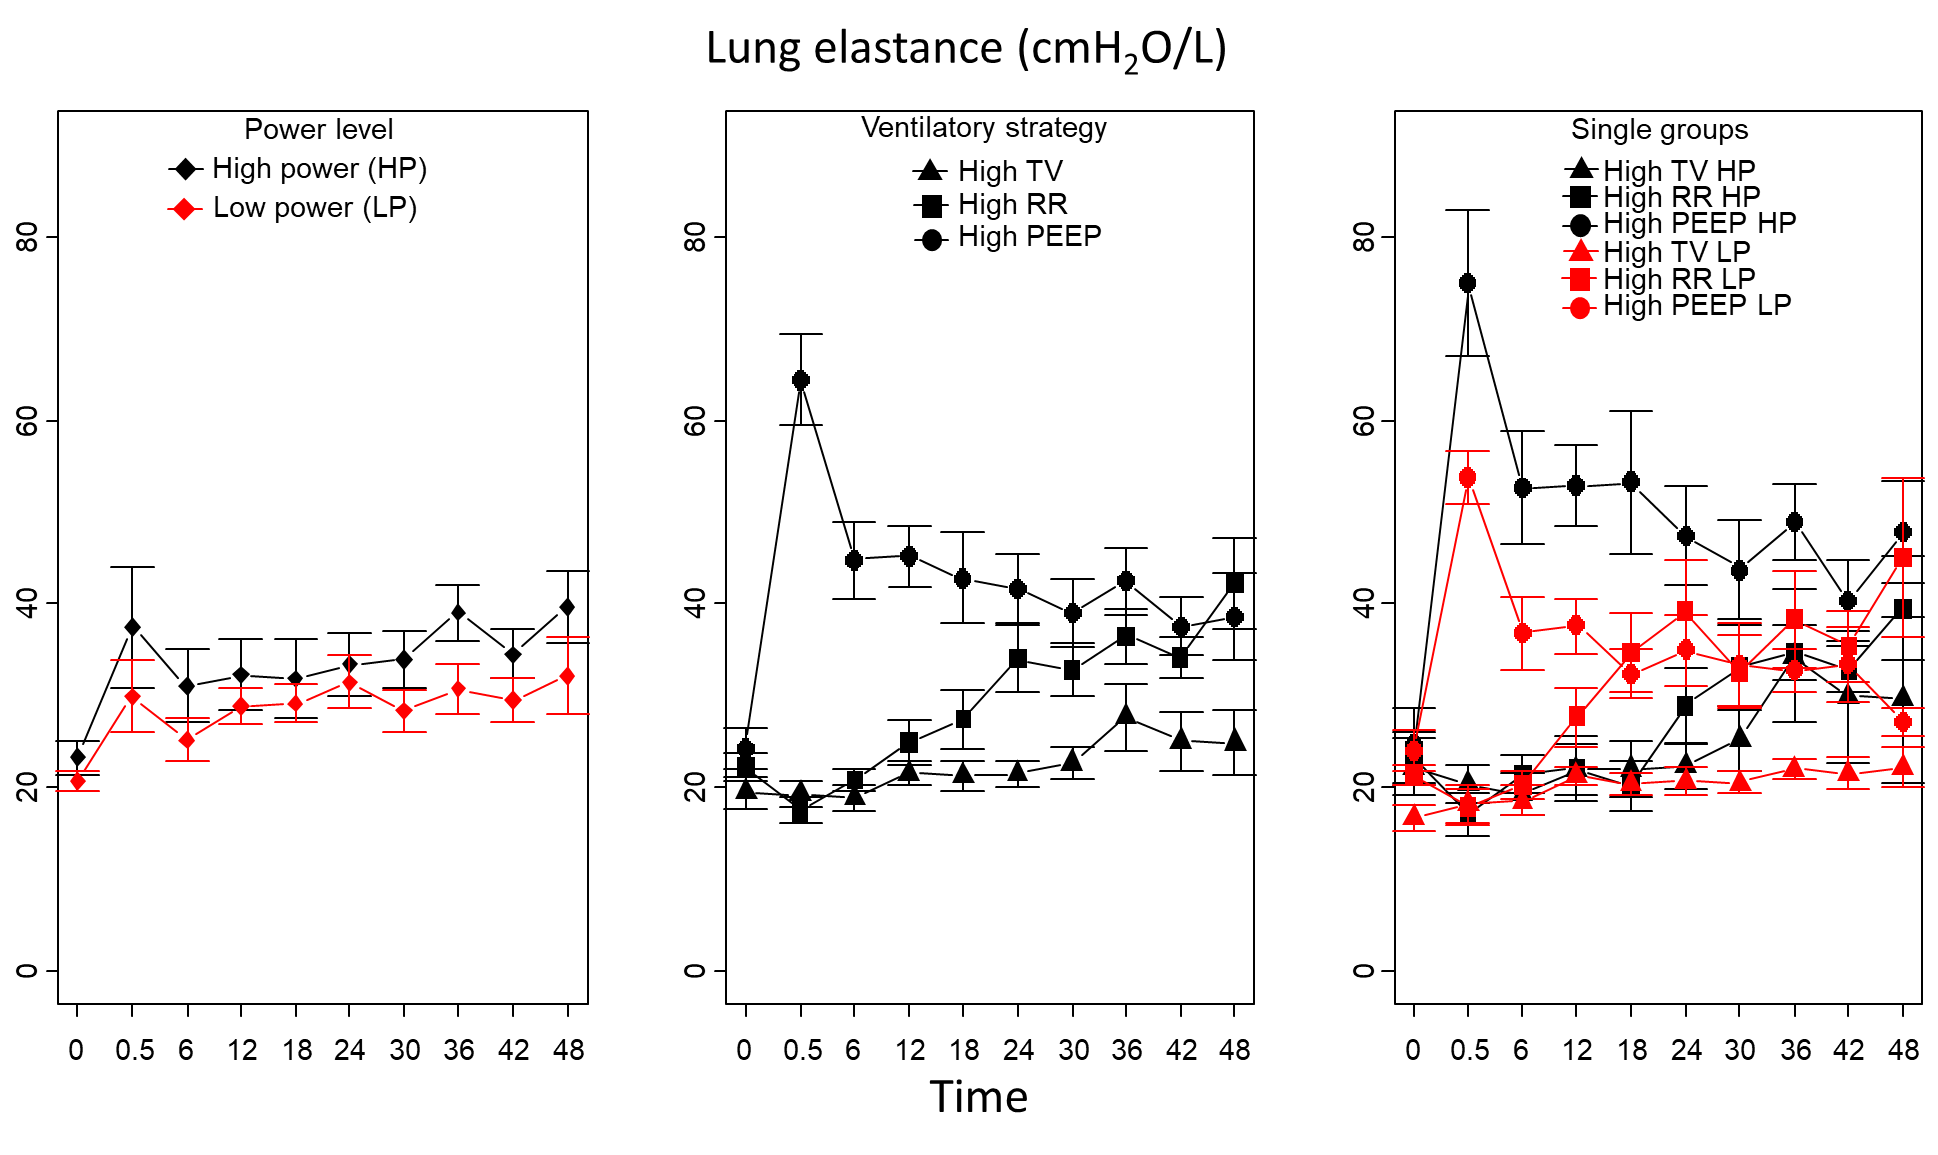 Lung elastance (cmH₂O/L)
Power level
High power (HP)
Low power (LP)
80
60
40
20
0
0 0.5 6 12 18 24 30 36 42 48
Ventilatory strategy
High TV
High RR
High PEEP
80
60
40
20
0
0 0.5 6 12 18 24 30 36 42 48
Single groups
High TV HP
High RR HP
High PEEP HP
High TV LP
High RR LP
High PEEP LP
80
60
40
20
0
0 0.5 6 12 18 24 30 36 42 48
Time